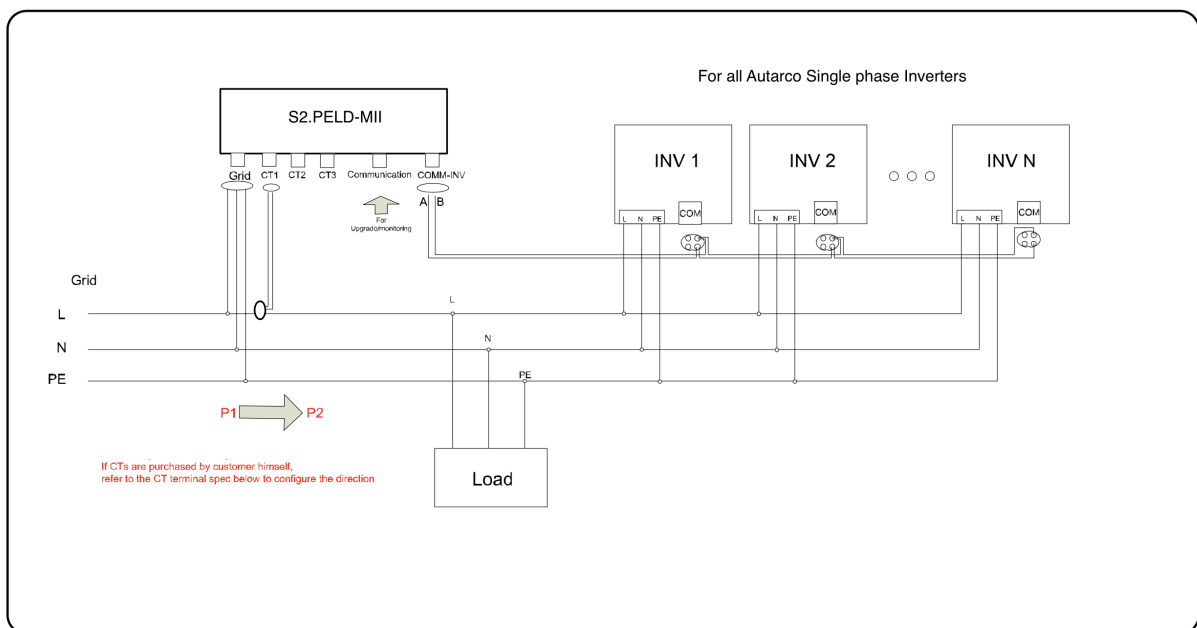 For all Autarco Single phase Inverters
S2.PELD-MII
INV 1
INV 2
INV N
Grid
CT1
CT2
CT3
Communication
COMM-INV
A
B
For
Upgrado/monitoring
L
N
PE
COM
L
N
PE
COM
L
N
PE
COM
Grid
L
L
N
N
PE
PE
P1
P2
If CTs are purchased by customer himself,
refer to the CT terminal spec below to configure the direction
Load